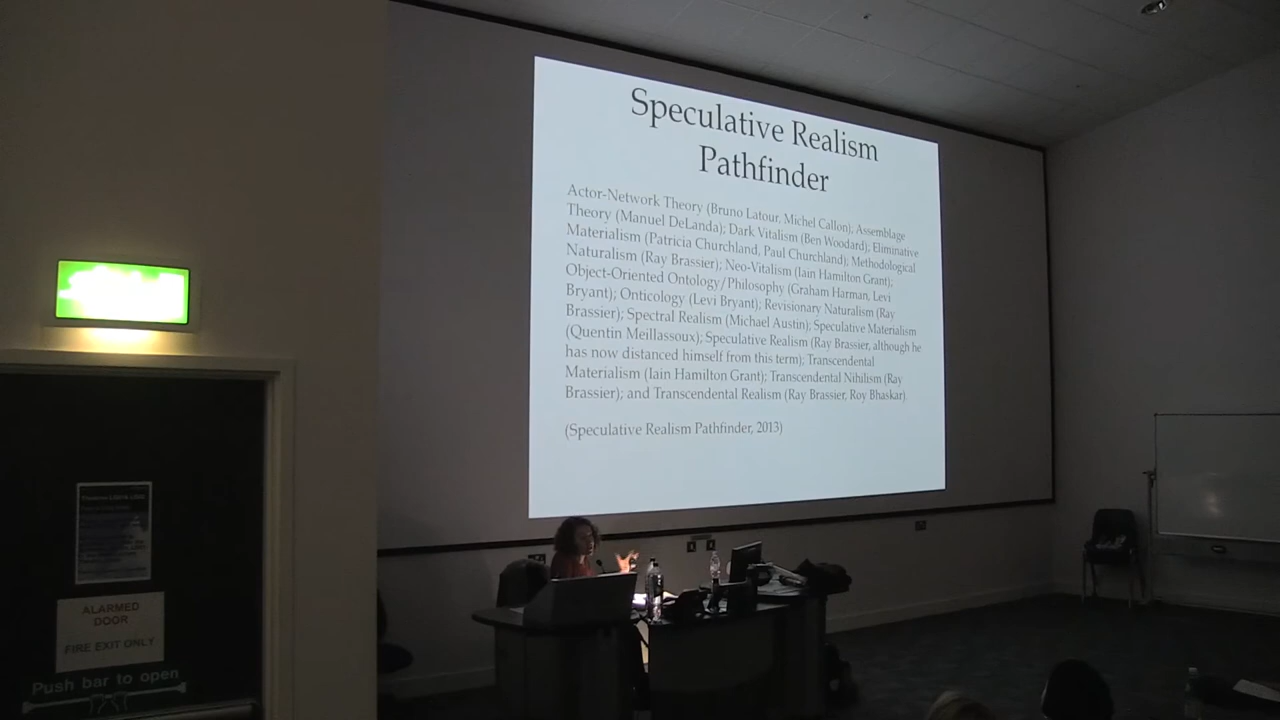 Speculative Realism
Pathfinder
Actor-Network Theory (Bruno Latour, Michel Callon); Assemblage
Theory (Manuel DeLanda); Dark Vitalism (Ben Woodard); Eliminative
Materialism (Patricia Churchland, Paul Churchland); Methodological
Naturalism (Ray Brassier); Neo-Vitalism (Iain Hamilton Grant);
Object-Oriented Ontology/Philosophy (Graham Harman, Levi
Bryant); Onticology (Levi Bryant); Revisionary Naturalism (Ray
Brassier); Spectral Realism (Michael Austin); Speculative Materialism
(Quentin Meillassoux); Speculative Realism (Ray Brassier, although he
has now distanced himself from this term); Transcendental
Materialism (Iain Hamilton Grant); Transcendental Nihilism (Ray
Brassier); and Transcendental Realism (Ray Brassier, Roy Bhaskar).
(Speculative Realism Pathfinder, 2013)
ALARMED
DOOR
FIRE EXIT ONLY
Push bar to open